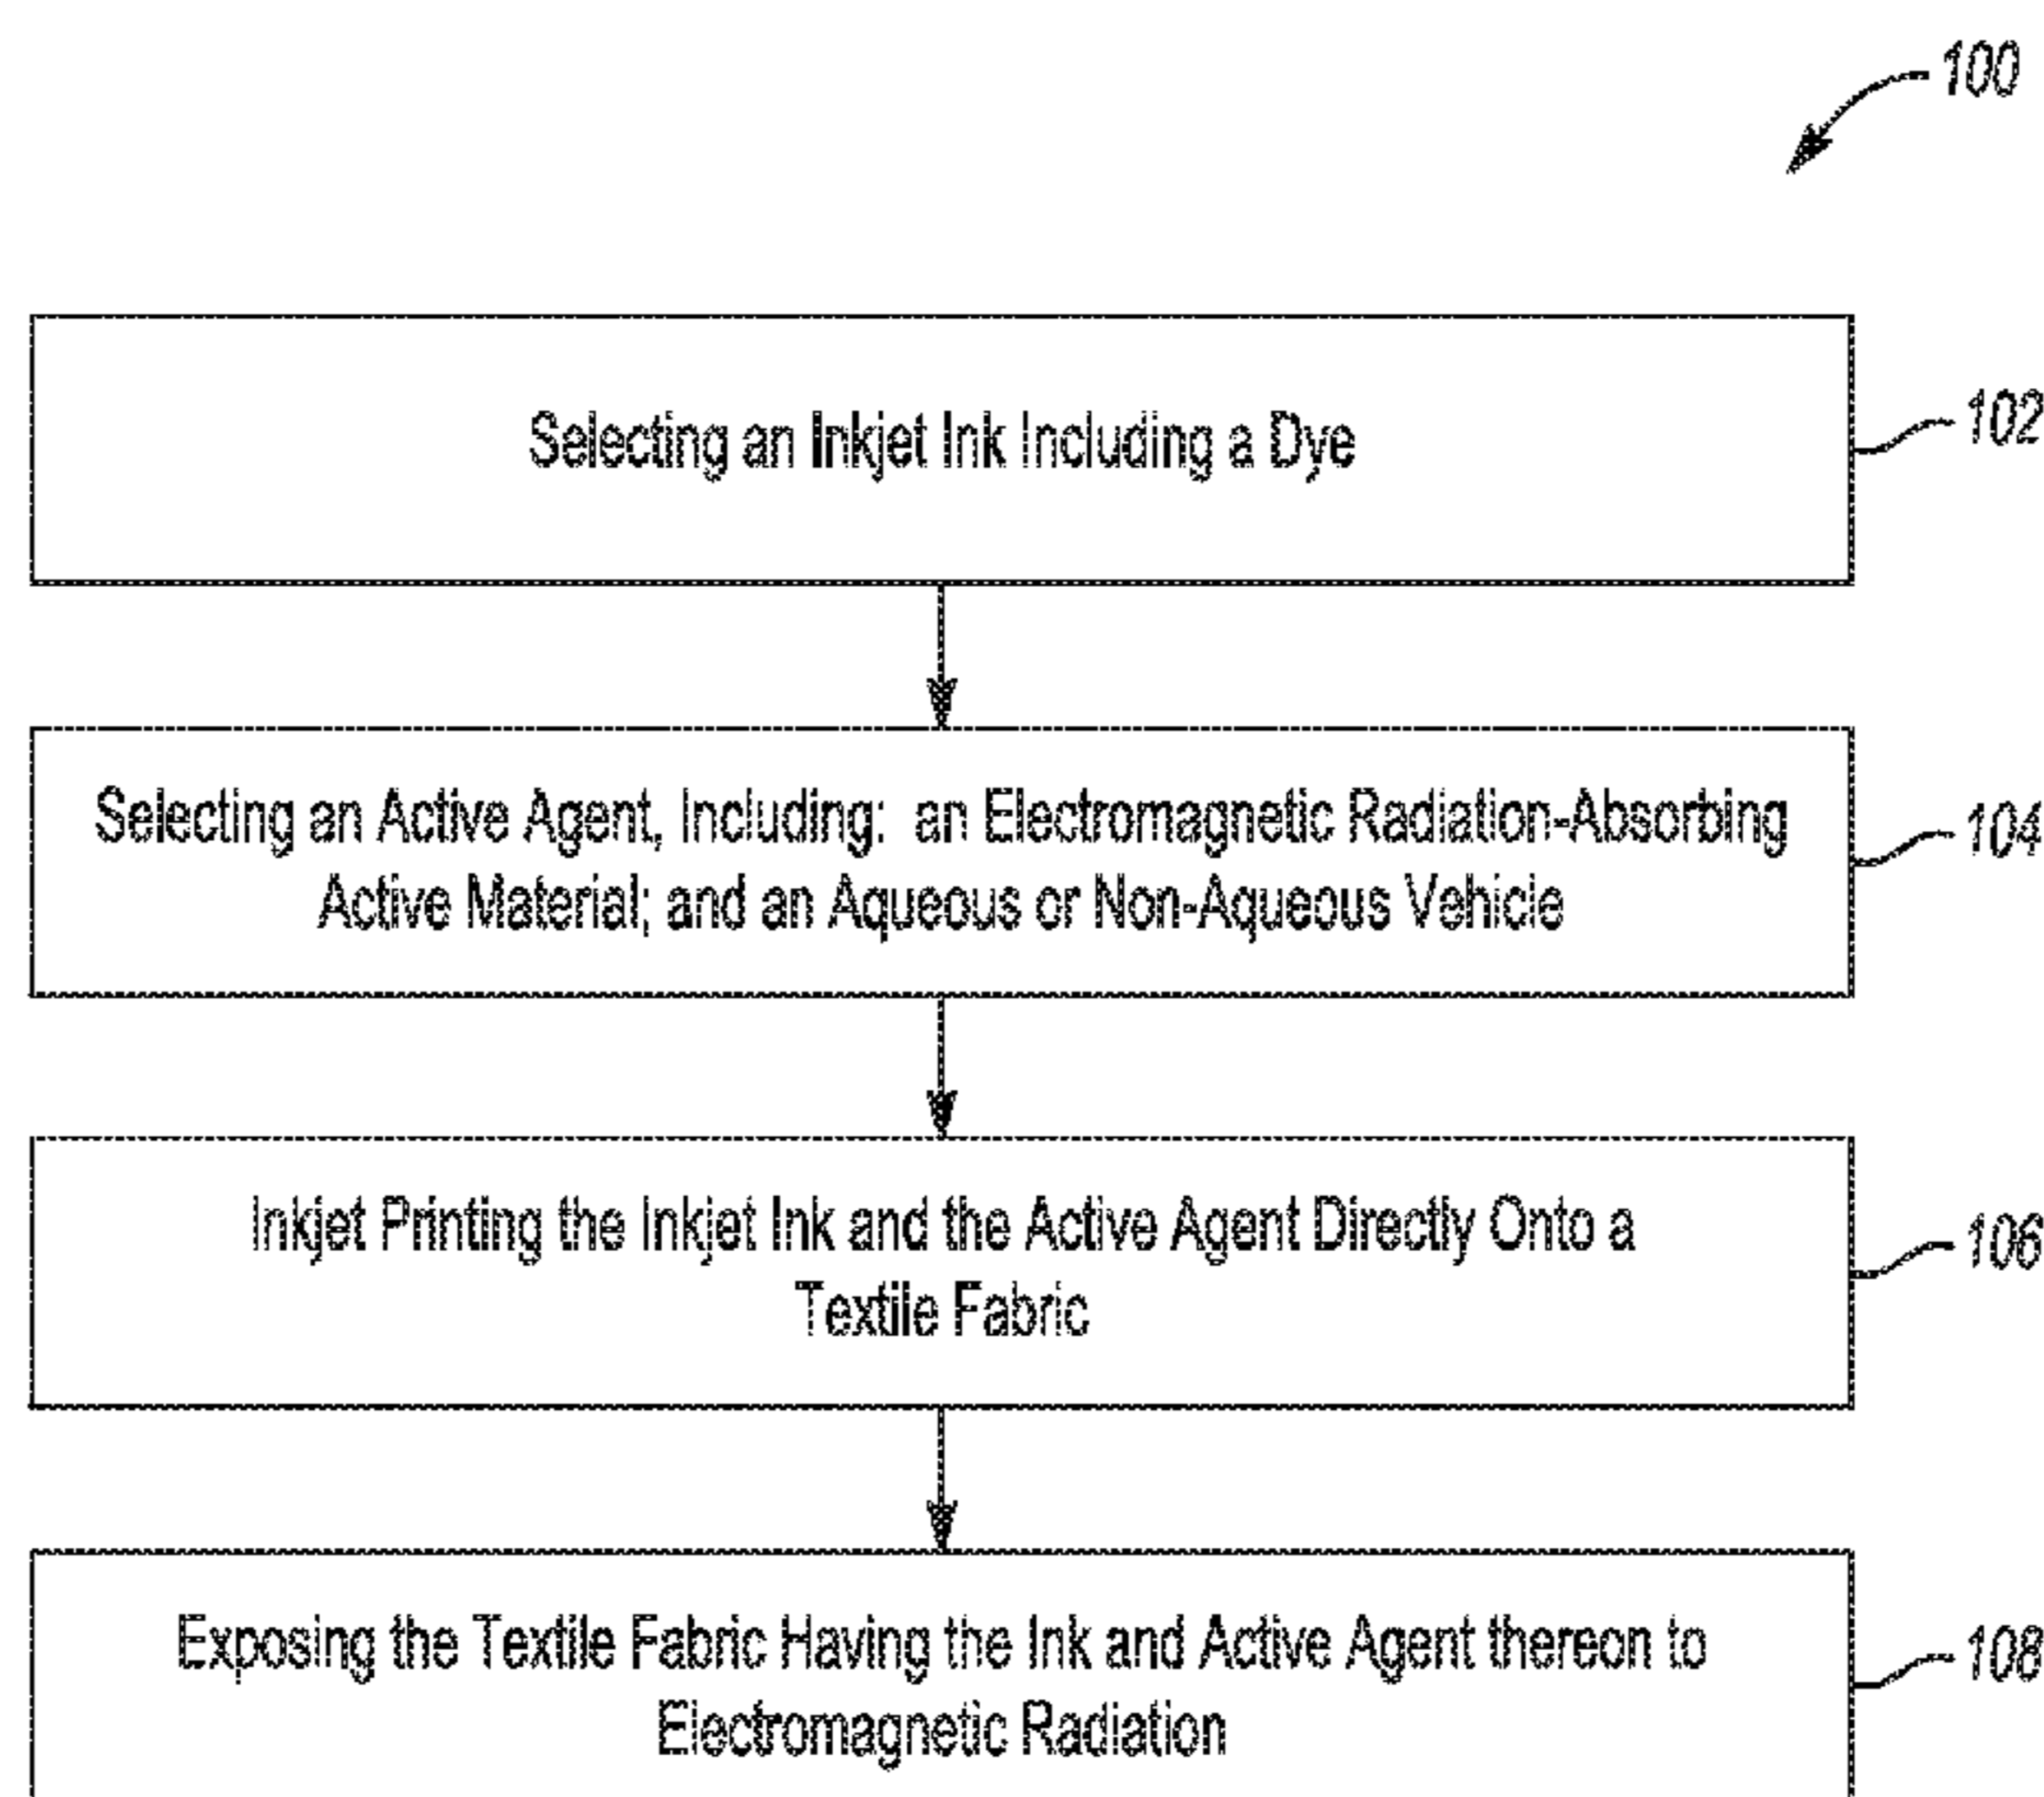 100
Selecting an Inkjet Ink Including a Dye
102
Selecting an Active Agent, Including: an Electromagnetic Radiation-Absorbing
Active Material; and an Aqueous or Non-Aqueous Vehicle
104
Inkjet Printing the Inkjet Ink and the Active Agent Directly Onto a
Textile Fabric
106
Exposing the Textile Fabric Having the Ink and Active Agent thereon to
Electromagnetic Radiation
108